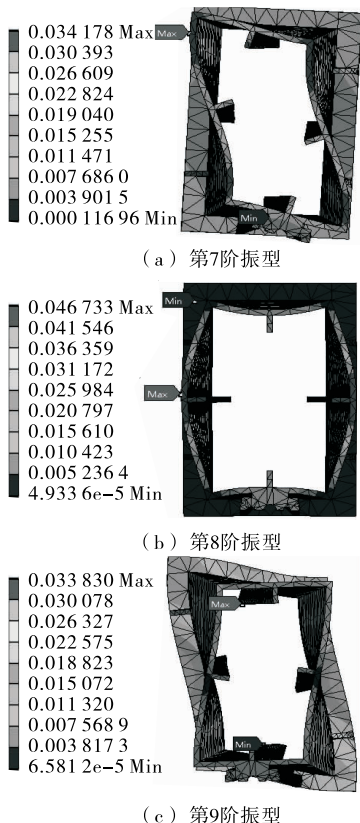 0.034 178 Max
0.030 393
0.026 609
0.022 824
0.019 040
0.015 255
0.011 471
0.007 686 0
0.003 901 5
0.000 116 96 Min
Max
Min
（a）第7阶振型
0.046 733 Max
0.041 546
0.036 359
0.031 172
0.025 984
0.020 797
0.015 610
0.010 423
0.005 236 4
4.933 6e-5 Min
Min
Max
（b）第8阶振型
0.033 830 Max
0.030 078
0.026 327
0.022 575
0.018 823
0.015 072
0.011 320
0.007 568 9
0.003 817 3
6.581 2e-5 Min
Max
Min
（c）第9阶振型